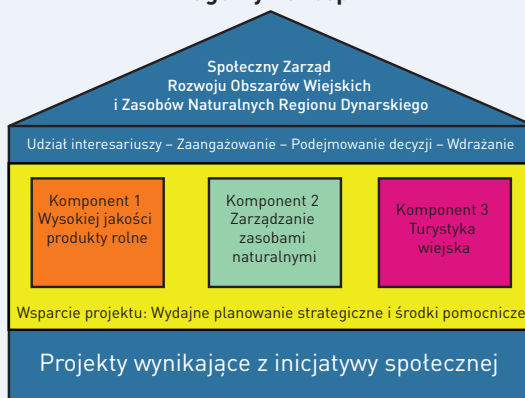 Społeczny Zarząd
Rozwoju Obszarów Wiejskich
i Zasobów Naturalnych Regionu Dynarskiego
Udział interesariuszy – Zaangażowanie – Podejmowanie decyzji – Wdrażanie
Komponent 1
Wysokiej jakości
produkty rolne
Komponent 2
Zarządzanie
zasobami
naturalnymi
Komponent 3
Turystyka
wiejska
Wsparcie projektu: Wydajne planowanie strategiczne i środki pomocnicze
Projekty wynikające z inicjatywy społecznej